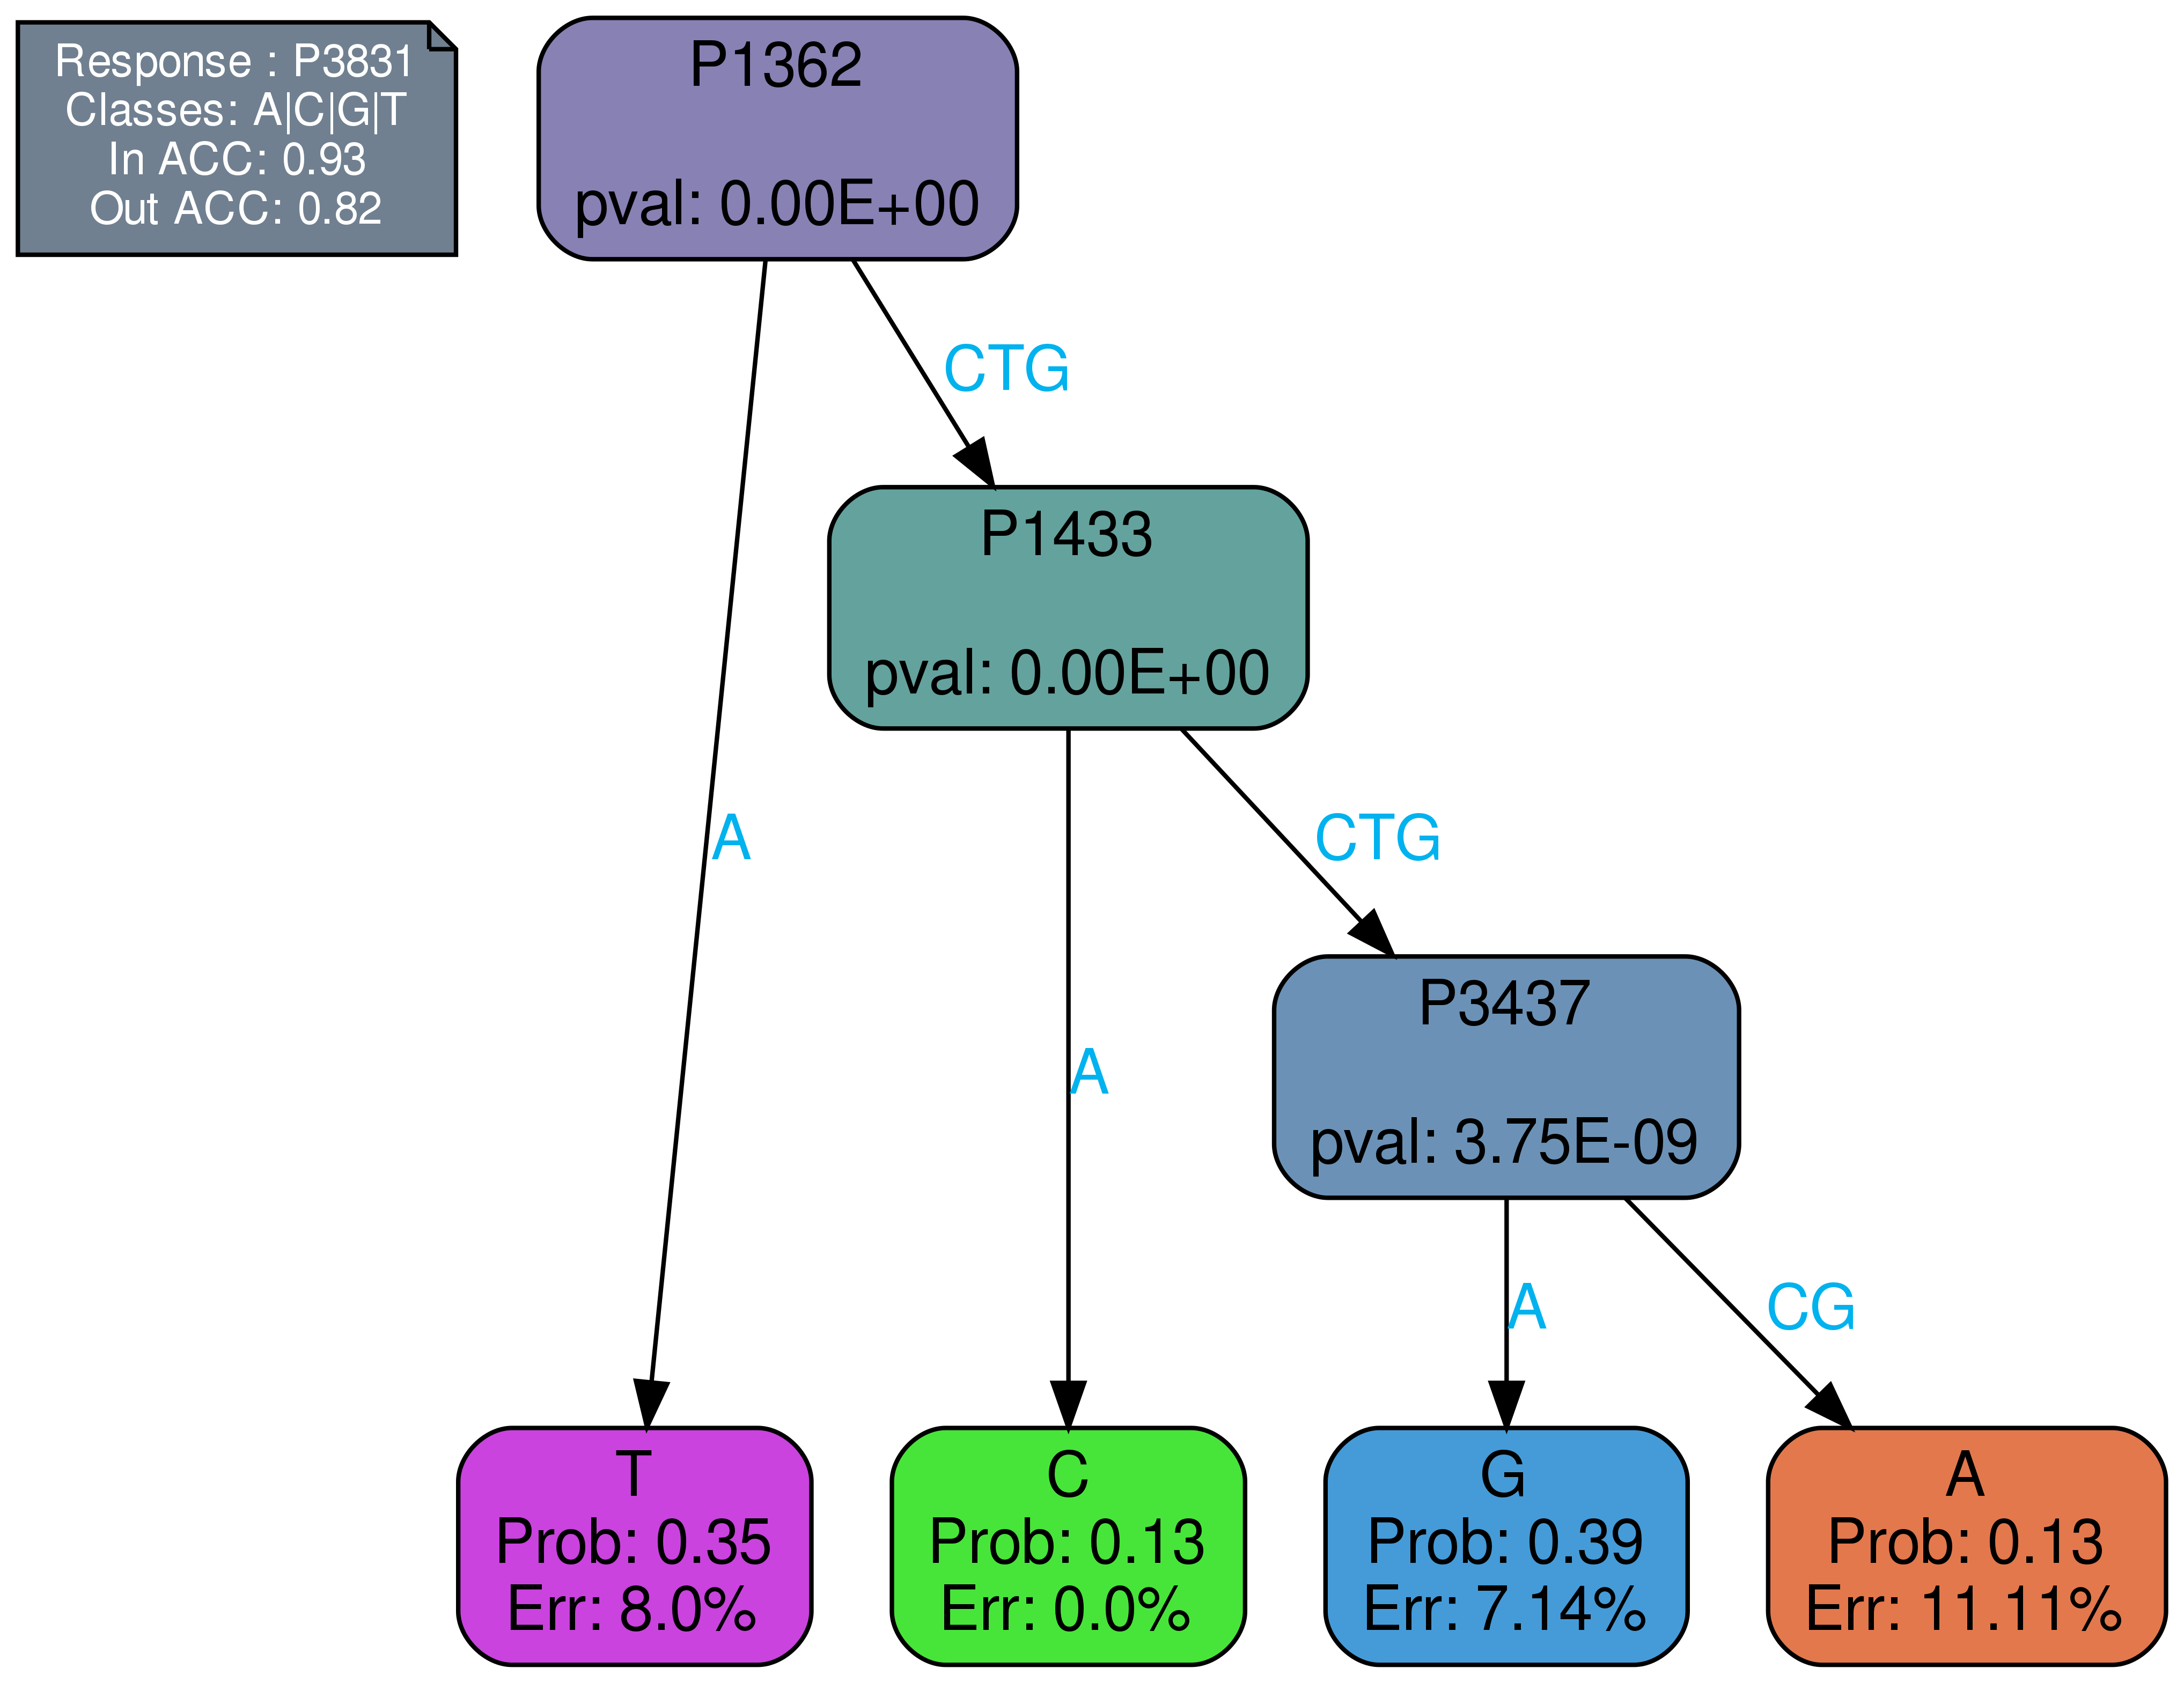 Response : P3831
Classes: A|C|G|T
In ACC: 0.93
Out ACC: 0.82
P1362
pval: 0.00E+00
CTG
P1433
pval: 0.00E+00
A
CTG
P3437
pval: 3.75E-09
A
A
CG
T
Prob: 0.35
Err: 8.0%
C
Prob: 0.13
Err: 0.0%
G
Prob: 0.39
Err: 7.14%
A
Prob: 0.13
Err: 11.11%